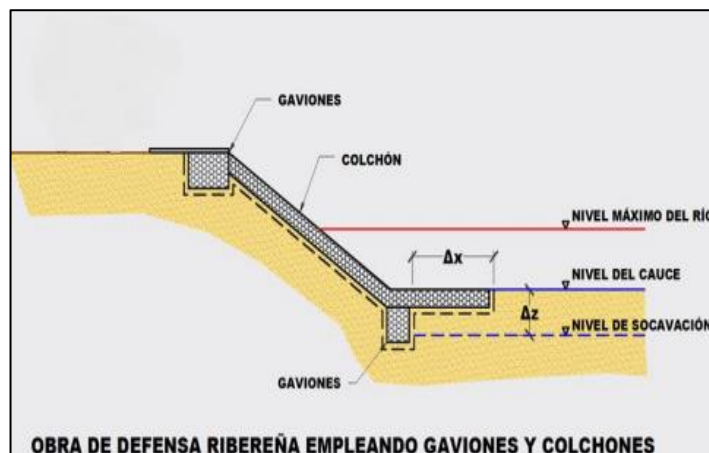 GAVIONES
COLCHÓN
NIVEL MÁXIMO DEL RÍO
Δx
NIVEL DEL CAUCE
Δz
NIVEL DE SOCAVACIÓN
GAVIONES
OBRA DE DEFENSA RIBEREÑA EMPLEANDO GAVIONES Y COLCHONES